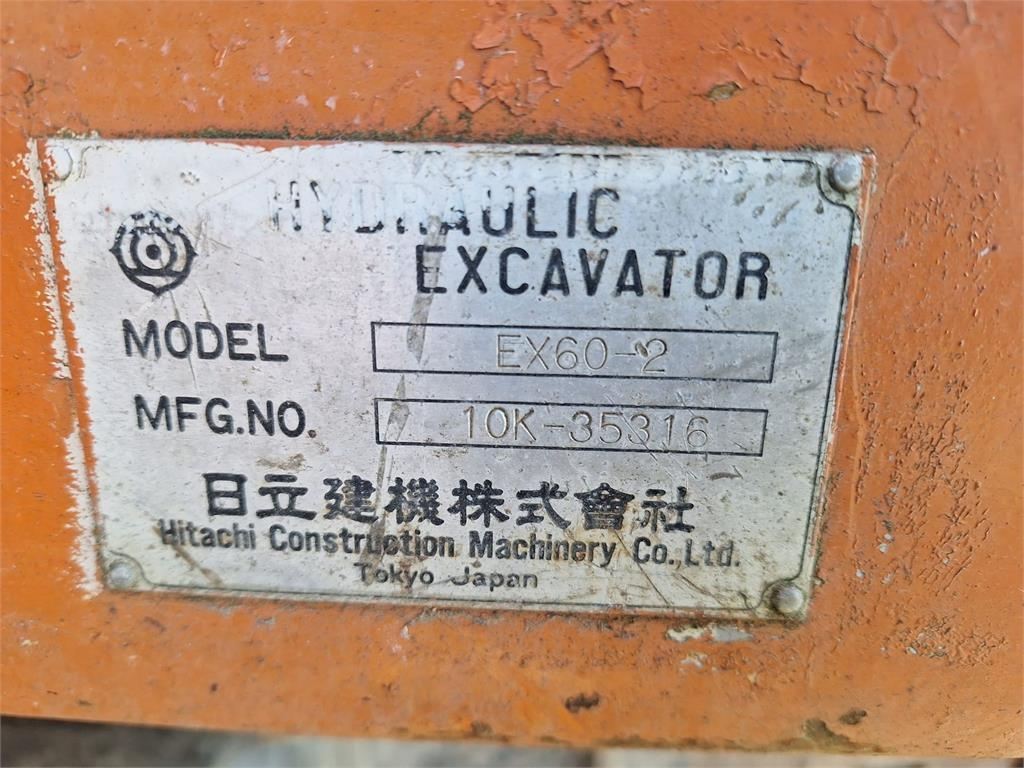 HYDRAULIC
EXCAVATOR
MODEL EX60-2
MFG.NO. 10K-35316
日立建機株式會社
Hitachi Construction Machinery Co., Ltd.
Tokyo Japan